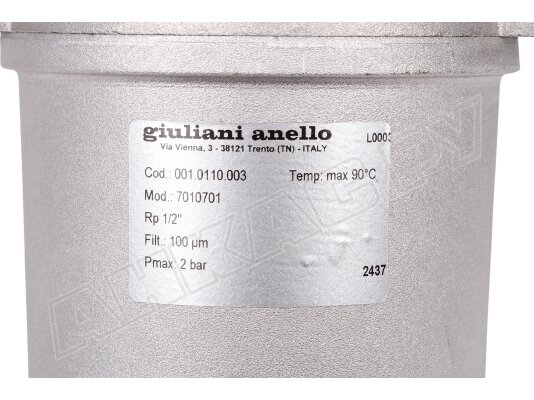 giuliani anello
L0003
Via Vienna, 3 - 38121 Trento (TN) - ITALY
Cod.: 001.0110.003 Temp: max 90°C
Mod.: 7010701
Rp 1/2"
Filt.: 100 µm
Pmax: 2 bar
2437